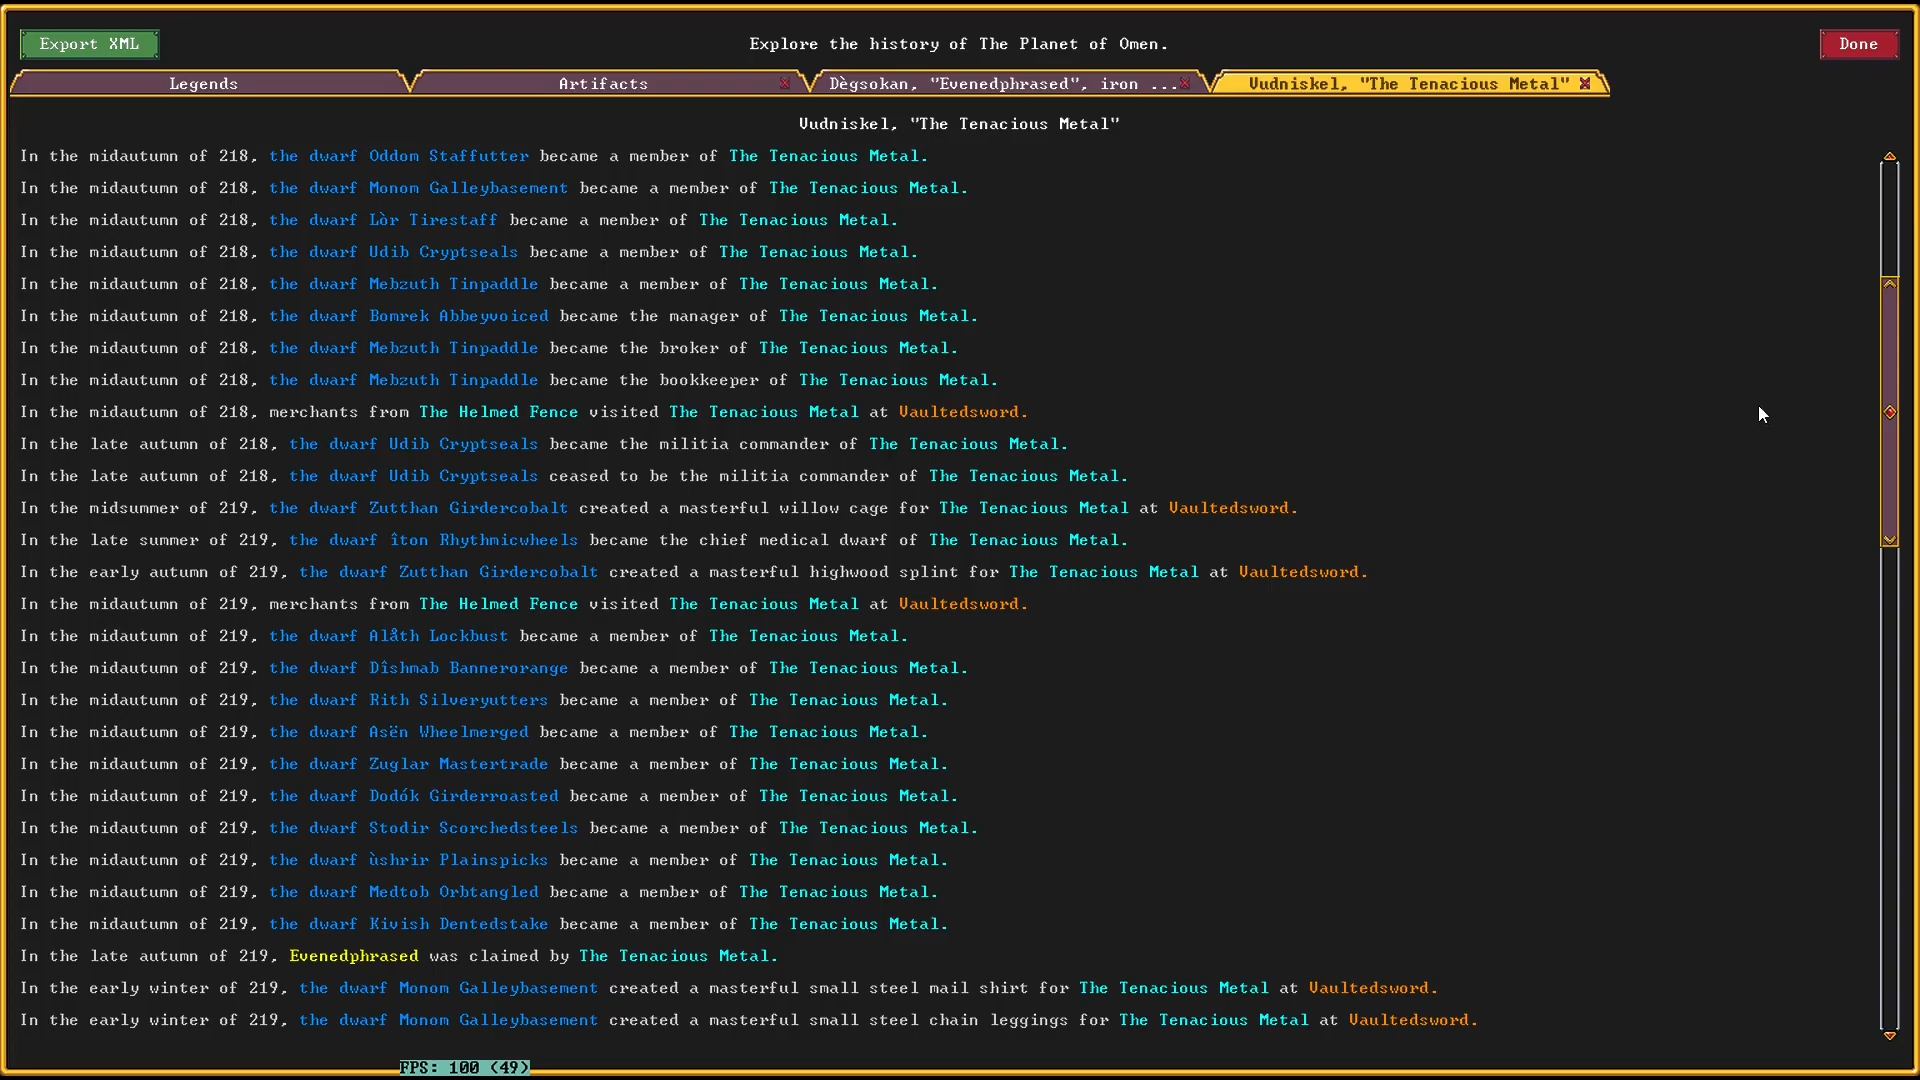 Export XML
Explore the history of The Planet of Omen.
Done
Legends
Artifacts
Dègsokan, "Evenedphrased", iron ...
Vudniskel, "The Tenacious Metal"
Vudniskel, "The Tenacious Metal"
In the midautumn of 218, the dwarf Oddom Staffutter became a member of The Tenacious Metal.
In the midautumn of 218, the dwarf Monom Galleybasement became a member of The Tenacious Metal.
In the midautumn of 218, the dwarf Lòr Tirestaff became a member of The Tenacious Metal.
In the midautumn of 218, the dwarf Udib Cryptseals became a member of The Tenacious Metal.
In the midautumn of 218, the dwarf Mebzuth Tinpaddle became a member of The Tenacious Metal.
In the midautumn of 218, the dwarf Bomrek Abbeyvoiced became the manager of The Tenacious Metal.
In the midautumn of 218, the dwarf Mebzuth Tinpaddle became the broker of The Tenacious Metal.
In the midautumn of 218, the dwarf Mebzuth Tinpaddle became the bookkeeper of The Tenacious Metal.
In the midautumn of 218, merchants from The Helmed Fence visited The Tenacious Metal at Vaultedsword.
In the late autumn of 218, the dwarf Udib Cryptseals became the militia commander of The Tenacious Metal.
In the late autumn of 218, the dwarf Udib Cryptseals ceased to be the militia commander of The Tenacious Metal.
In the midsummer of 219, the dwarf Zutthan Girdercobalt created a masterful willow cage for The Tenacious Metal at Vaultedsword.
In the late summer of 219, the dwarf îton Rhythmicwheels became the chief medical dwarf of The Tenacious Metal.
In the early autumn of 219, the dwarf Zutthan Girdercobalt created a masterful highwood splint for The Tenacious Metal at Vaultedsword.
In the midautumn of 219, merchants from The Helmed Fence visited The Tenacious Metal at Vaultedsword.
In the midautumn of 219, the dwarf Alåth Lockbust became a member of The Tenacious Metal.
In the midautumn of 219, the dwarf Dîshmab Bannerorange became a member of The Tenacious Metal.
In the midautumn of 219, the dwarf Rith Silveryutters became a member of The Tenacious Metal.
In the midautumn of 219, the dwarf Asën Wheelmerged became a member of The Tenacious Metal.
In the midautumn of 219, the dwarf Zuglar Mastertrade became a member of The Tenacious Metal.
In the midautumn of 219, the dwarf Dodók Girderroasted became a member of The Tenacious Metal.
In the midautumn of 219, the dwarf Stodir Scorchedsteels became a member of The Tenacious Metal.
In the midautumn of 219, the dwarf ùshrir Plainspicks became a member of The Tenacious Metal.
In the midautumn of 219, the dwarf Medtob Orbtangled became a member of The Tenacious Metal.
In the midautumn of 219, the dwarf Kivish Dentedstake became a member of The Tenacious Metal.
In the late autumn of 219, Evenedphrased was claimed by The Tenacious Metal.
In the early winter of 219, the dwarf Monom Galleybasement created a masterful small steel mail shirt for The Tenacious Metal at Vaultedsword.
In the early winter of 219, the dwarf Monom Galleybasement created a masterful small steel chain leggings for The Tenacious Metal at Vaultedsword.
FPS: 100 (49)